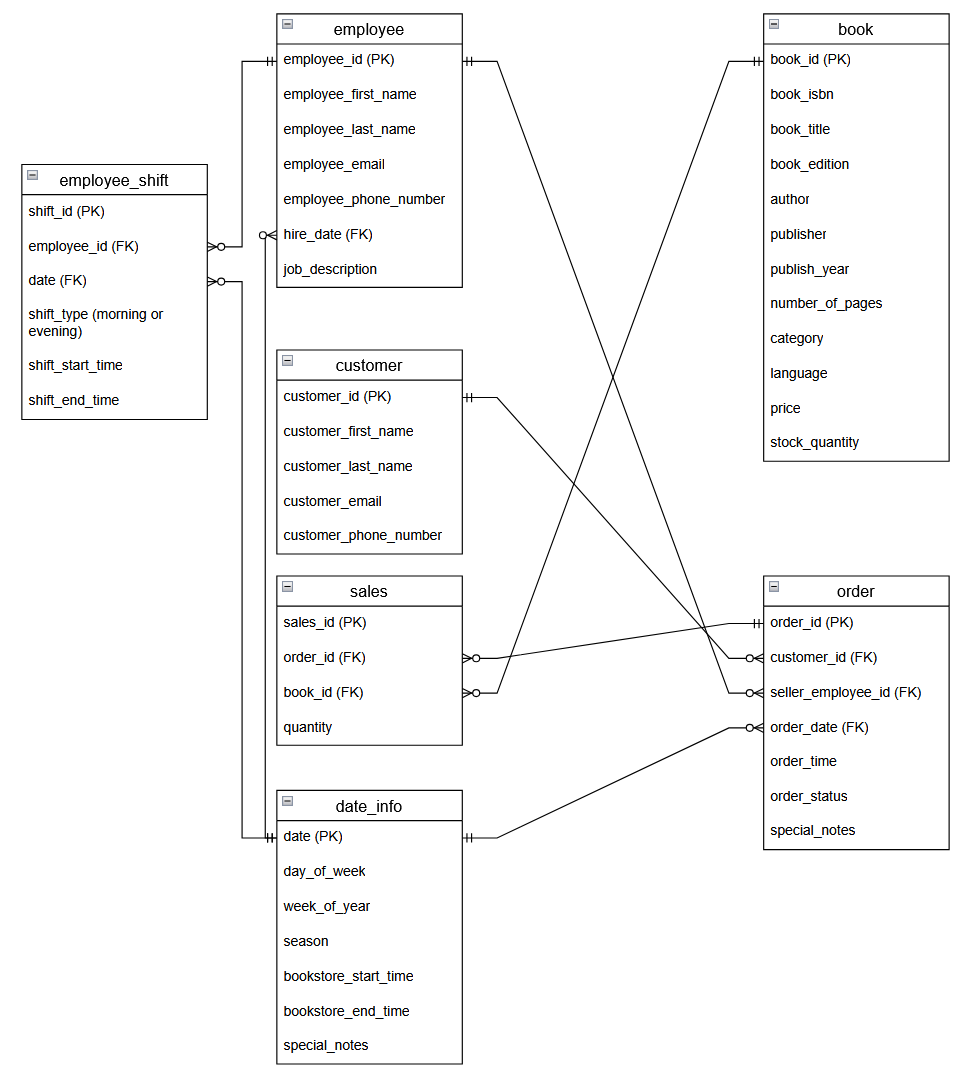 employee
employee_id (PK)
employee_first_name
employee_last_name
employee_email
employee_phone_number
hire_date (FK)
job_description
book
book_id (PK)
book_isbn
book_title
book_edition
author
publisher
publish_year
number_of_pages
category
language
price
stock_quantity
employee_shift
shift_id (PK)
employee_id (FK)
date (FK)
shift_type (morning or
evening)
shift_start_time
shift_end_time
customer
customer_id (PK)
customer_first_name
customer_last_name
customer_email
customer_phone_number
sales
sales_id (PK)
order_id (FK)
book_id (FK)
quantity
order
order_id (PK)
customer_id (FK)
seller_employee_id (FK)
order_date (FK)
order_time
order_status
special_notes
date_info
date (PK)
day_of_week
week_of_year
season
bookstore_start_time
bookstore_end_time
special_notes